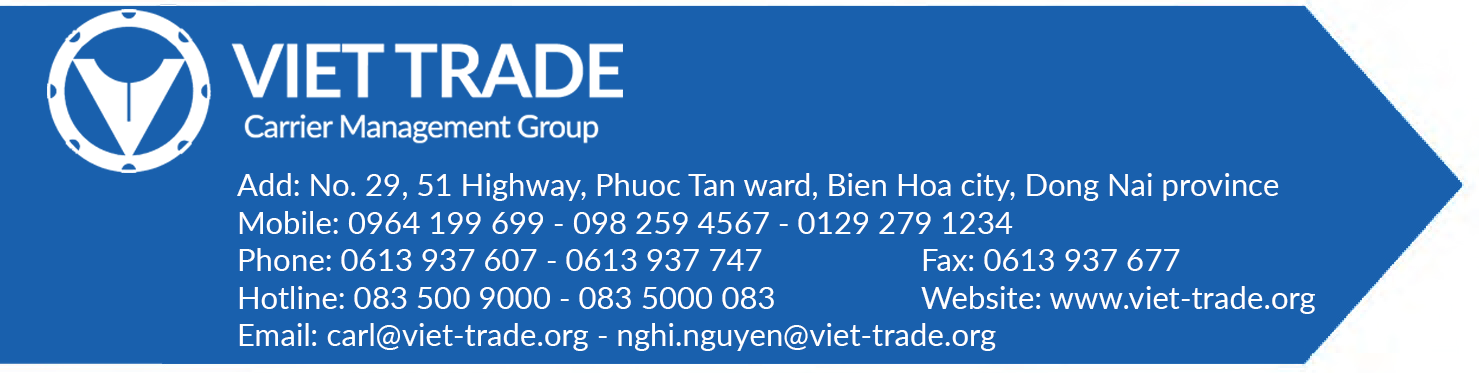 VIET TRADE
Carrier Management Group
Add: No. 29, 51 Highway, Phuoc Tan ward, Bien Hoa city, Dong Nai province
Mobile: 0964 199 699 - 098 259 4567 - 0129 279 1234
Phone: 0613 937 607 - 0613 937 747 Fax: 0613 937 677
Hotline: 083 500 9000 - 083 5000 083 Website: www.viet-trade.org
Email: carl@viet-trade.org - nghi.nguyen@viet-trade.org